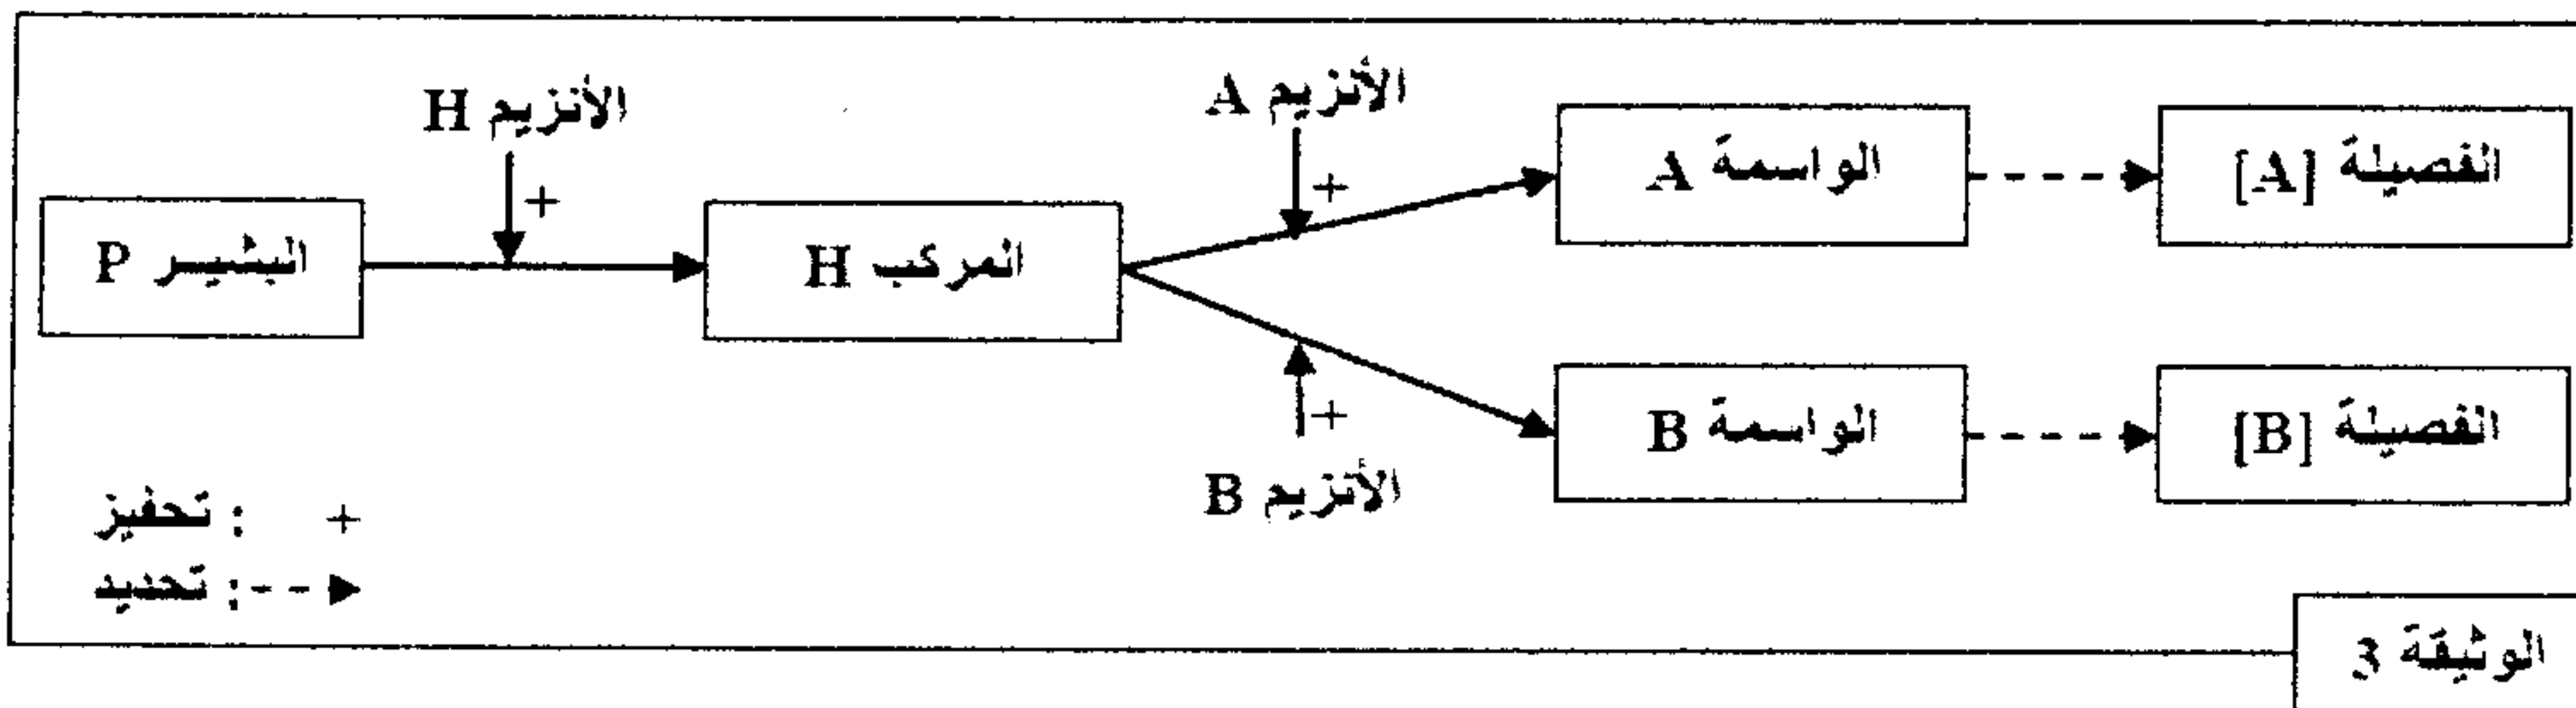 الأنزيم H
الأنزيم A
البشير P
+
المركب H
+
الواسمة A
الفصيلة [A]
+
الأنزيم B
الواسمة B
الفصيلة [B]
+ : تحفيز
: تحديد
الوثيقة 3